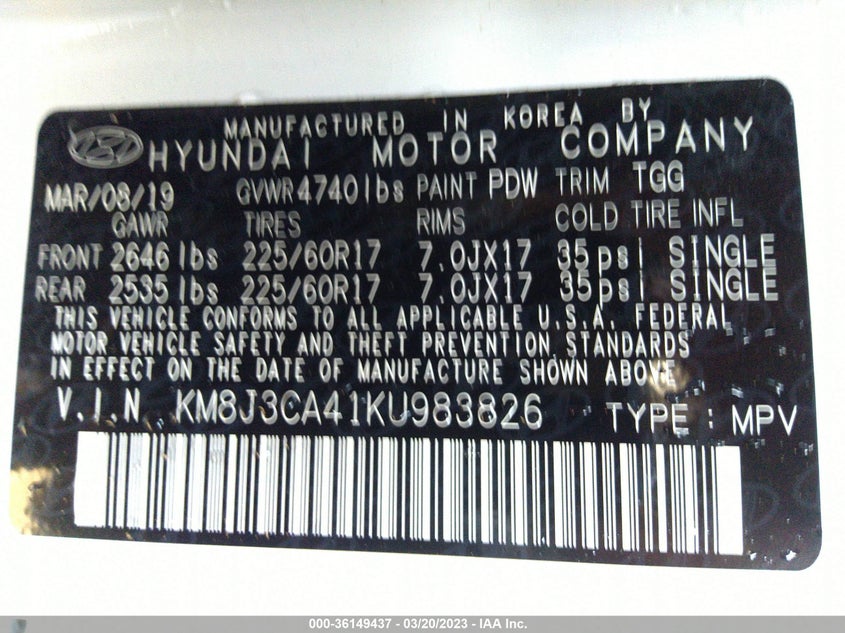 MANUFACTURED IN KOREA BY
HYUNDAI MOTOR COMPANY
MAR/08/19 GVWR 4740lbs PAINT PDW TRIM TGG
GAWR TIRES RIMS COLD TIRE INFL
FRONT 2646 lbs 225/60R17 7.0JX17 35psi SINGLE
REAR 2535 lbs 225/60R17 7.0JX17 35psi SINGLE
THIS VEHICLE CONFORMS TO ALL APPLICABLE U.S.A. FEDERAL
MOTOR VEHICLE SAFETY AND THEFT PREVENTION STANDARDS
IN EFFECT ON THE DATE OF MANUFACTURE SHOWN ABOVE
V.I.N KM8J3CA41KU983826 TYPE : MPV
000-36149437 - 03/20/2023 - IAA Inc.